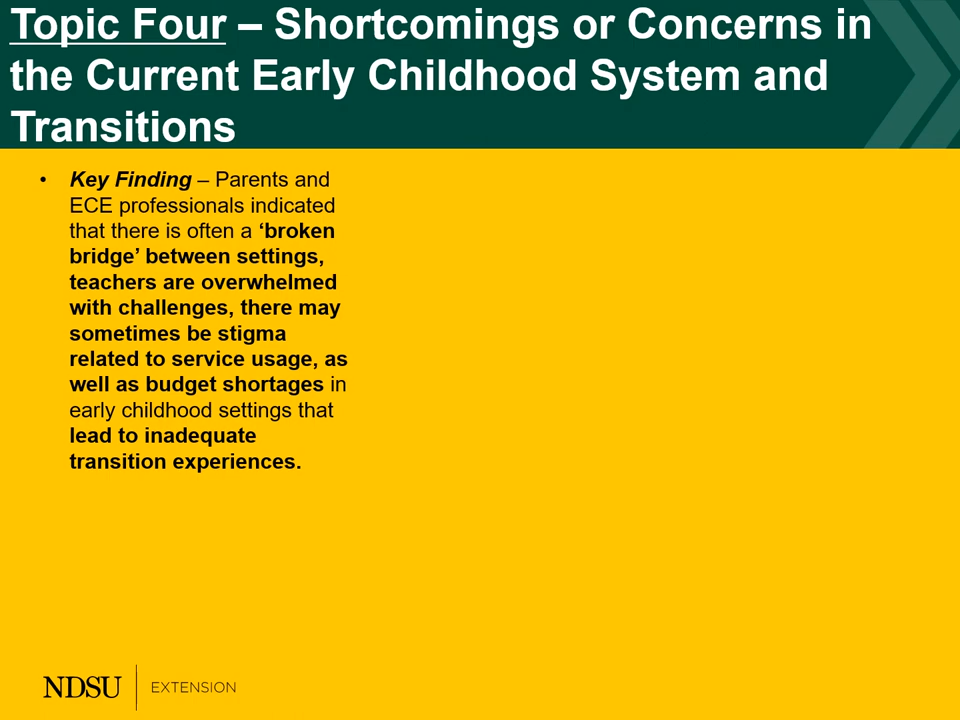 Topic Four – Shortcomings or Concerns in
the Current Early Childhood System and
Transitions
• Key Finding – Parents and
ECE professionals indicated
that there is often a ‘broken
bridge’ between settings,
teachers are overwhelmed
with challenges, there may
sometimes be stigma
related to service usage, as
well as budget shortages in
early childhood settings that
lead to inadequate
transition experiences.
NDSU EXTENSION